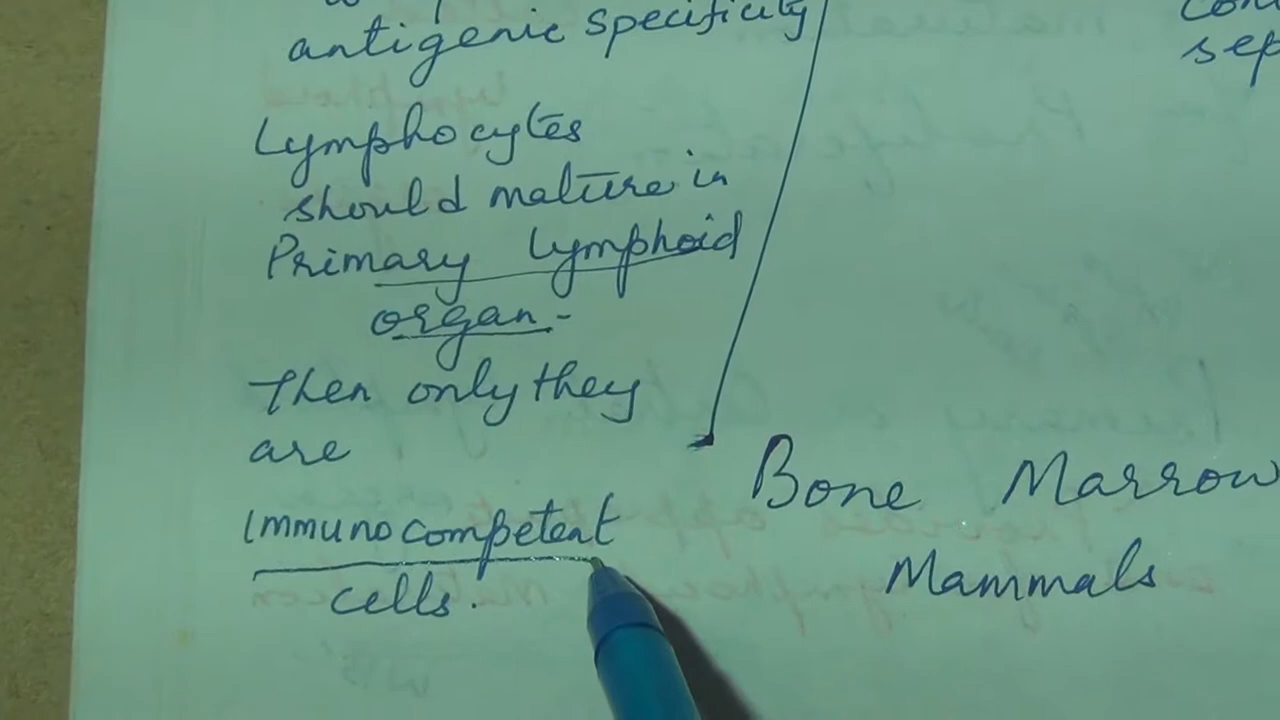 antigenic specificity
Lymphocytes
should mature in
Primary lymphoid
organ -
Then only they
are
Immunocompetent
cells.
Bone Marrow
Mammals